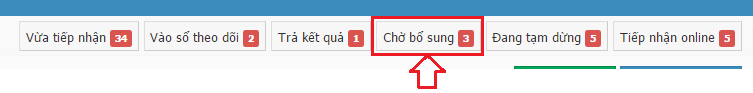 Vừa tiếp nhận 34 Vào sổ theo dõi 2 Trả kết quả 1 Chờ bổ sung 3 Đang tạm dừng 5 Tiếp nhận online 5